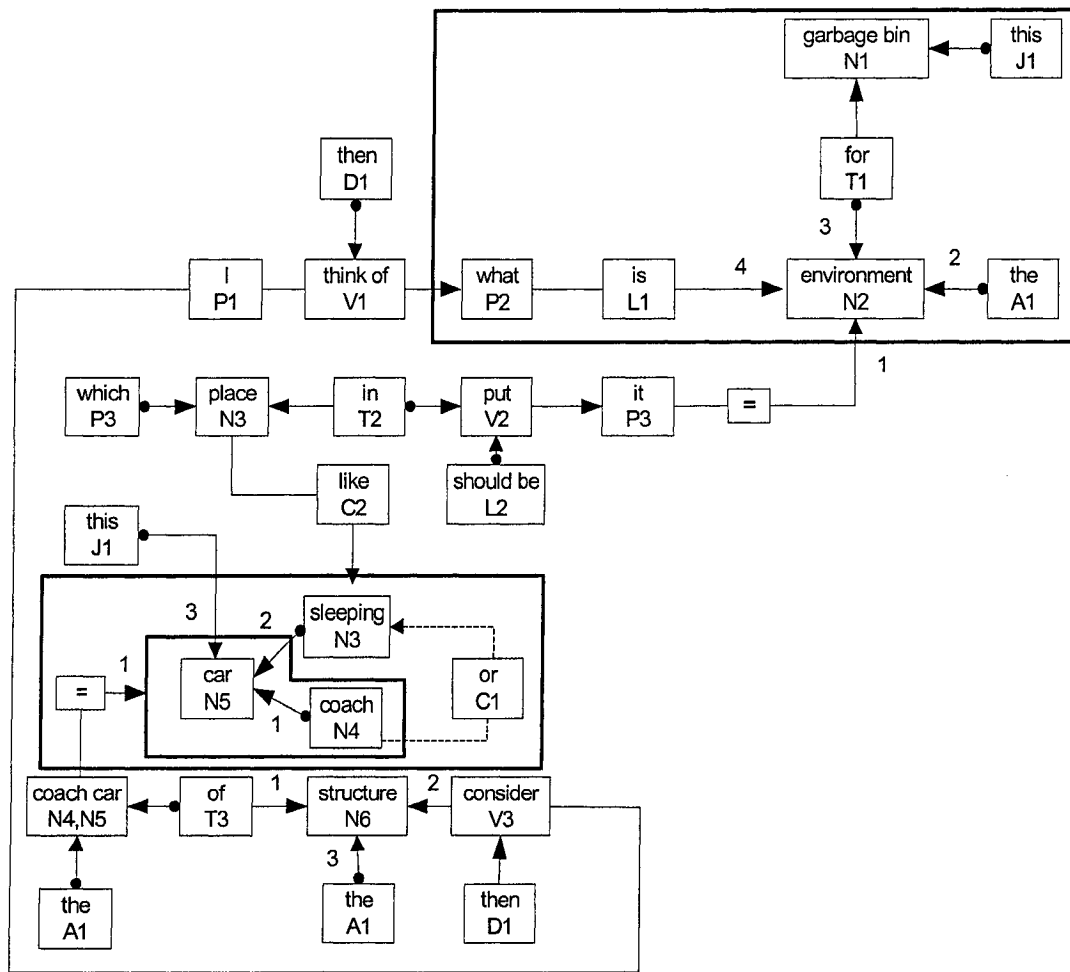 garbage bin
N1
this
J1
then
D1
for
T1
3
I
P1
think of
V1
what
P2
is
L1
4
environment
N2
2
the
A1
1
which
P3
place
N3
in
T2
put
V2
it
P3
=
like
C2
should be
L2
this
J1
3
2
sleeping
N3
1
=
car
N5
or
C1
1
coach
N4
coach car
N4,N5
of
T3
1
structure
N6
2
consider
V3
3
the
A1
the
A1
then
D1